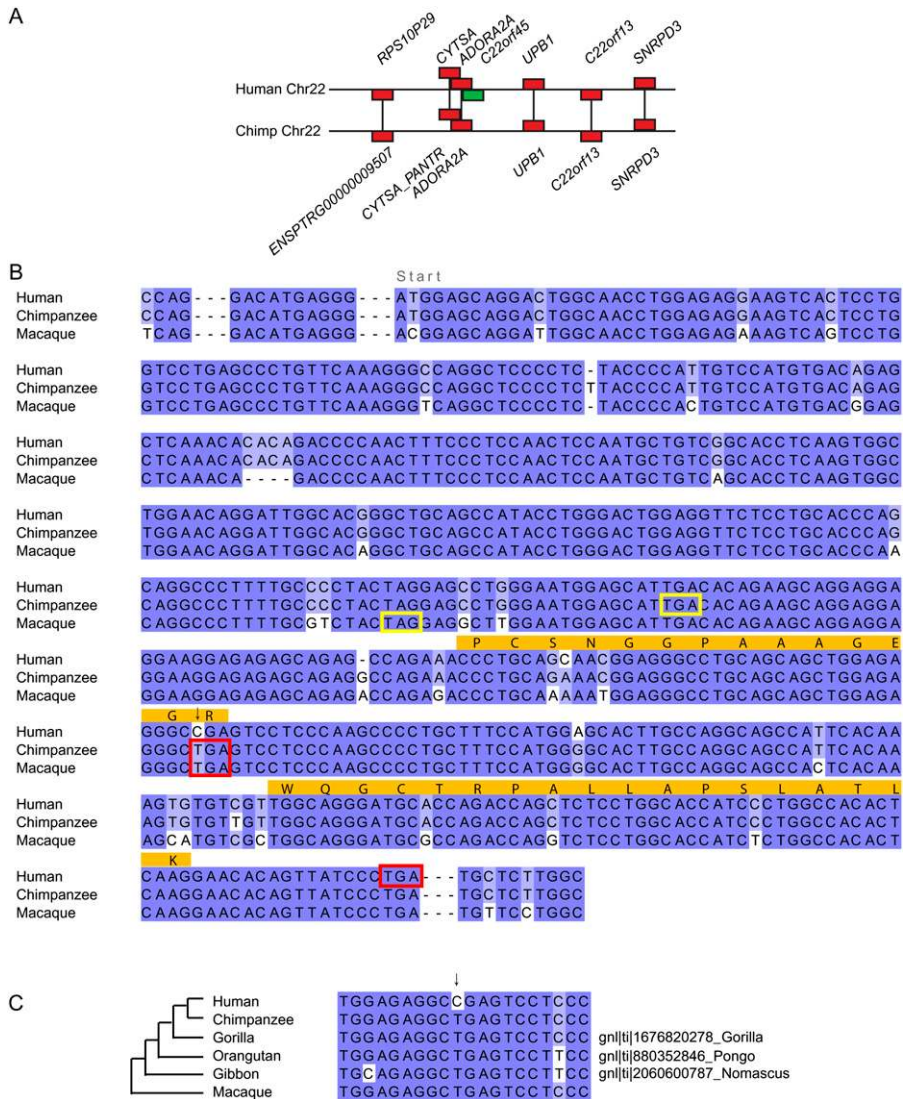 A
RPS10P29
CYTSA
ADORA2A
C22orf45
UPB1
C22orf13
SNRPD3
Human Chr22
Chimp Chr22
ENSPTRG00000009507
CYTSA_PANTR
ADORA2A
UPB1
C22orf13
SNRPD3
B
Start
Human CCAG---GACATGAGGG---ATGGAGCAGGACTGGCAACCTGGAGAGGAAGTCACTCCTG
Chimpanzee CCAG---GACATGAGGG---ATGGAGCAGGACTGGCAACCTGGAGAGGAAGTCACTCCTG
Macaque TCAG---GACATGAGGG---ACGGAGCAGGATTGGCAACCTGGAGAGAAAGTCAGTCCTG
Human GTCCTGAGCCCTGTTCAAAGGGCCAGGCTCCCCTC-TACCCCATTGTCCATGTGACAGAG
Chimpanzee GTCCTGAGCCCTGTTCAAAGGGCCAGGCTCCCCTCTTACCCCATTGTCCATGTGACAGAG
Macaque GTCCTGAGCCCTGTTCAAAGGGTCAGGCTCCCCTC-TACCCCACTGTCCATGTGACGGAG
Human CTCAAACACACAGACCCCAACTTTCCCTCCAACTCCAATGCTGTCGGCACCTCAAGTGGC
Chimpanzee CTCAAACACACAGACCCCAACTTTCCCTCCAACTCCAATGCTGTCGGCACCTCAAGTGGC
Macaque CTCAAACA----GACCCCAACTTTCCCTCCAACTCCAATGCTGTCAGCACCTCAAGTGGC
Human TGGAACAGGATTGGCACGGGCTGCAGCCATACCTGGGACTGGAGGTTCTCCTGCACCCAG
Chimpanzee TGGAACAGGATTGGCACGGGCTGCAGCCATACCTGGGACTGGAGGTTCTCCTGCACCCAG
Macaque TGGAACAGGATTGGCACAGGCTGCAGCCATACCTGGGACTGGAGGTTCTCCTGCACCCAA
Human CAGGCCCTTTTGCCCCTACTAGGAGCCTGGGAATGGAGCATTGACACAGAAGCAGGAGGA
Chimpanzee CAGGCCCTTTTGCCCCTACTAGGAGCCTGGGAATGGAGCATTGACACAGAAGCAGGAGGA
Macaque CAGGCCCTTTTGCGTCTACTAGGAGGCTTGGAATGGAGCATTGACACAGAAGCAGGAGGA
P C S N G G P A A A G E
Human GGAAGGAGAGAGCAGAG-CCAGAAACCCTGCAGCAACGGAGGGCCTGCAGCAGCTGGAGA
Chimpanzee GGAAGGAGAGAGCAGAGGCCAGAAACCCTGCAGAAACGGAGGGCCTGCAGCAGCTGGAGA
Macaque GGAAGGAGAGAGCAGAGACCAGAGACCCTGCAAAAATGGAGGGCCTGCAGCAGCTGGAGA
G ↓ R
Human GGGCCGAGTCCTCCCAAGCCCCTGCTTTCCATGGAGCACTTGCCAGGCAGCCATTCACAA
Chimpanzee GGGCTGAGTCCTCCCAAGCCCCTGCTTTCCATGGGGCACTTGCCAGGCAGCCATTCACAA
Macaque GGGCTGAGTCCTCCCAAGCCCCTGCTTTCCATGGGGCACTTGCCAGGCAGCCACTCACAA
W Q G C T R P A L L A P S L A T L
Human AGTGTGTCGTTGGCAGGGATGCACCAGACCAGCTCTCCTGGCACCATCCCTGGCCACACT
Chimpanzee AGTGTGTTGTTGGCAGGGATGCACCAGACCAGCTCTCCTGGCACCATCCCTGGCCACACT
Macaque AGCATGTCGCTGGCAGGGATGCGCCAGACCAGGTCTCCTGGCACCATCTCTGGCCACACT
K
Human CAAGGAACACAGTTATCCCTGA---TGCTCTTGGC
Chimpanzee CAAGGAACACAGTTATCCCTGA---TGCTCTTGGC
Macaque CAAGGAACACAGTTATCCCTGA---TGTTCCTGGC
C
↓
Human TGGAGAGGCCGAGTCCTCCC
Chimpanzee TGGAGAGGCTGAGTCCTCCC
Gorilla TGGAGAGGCTGAGTCCTCCC gnl|ti|1676820278_Gorilla
Orangutan TGGAGAGGCTGAGTCCTTCC gnl|ti|880352846_Pongo
Gibbon TGCAGAGGCTGAGTCCTTCC gnl|ti|2060600787_Nomascus
Macaque TGGAGAGGCTGAGTCCTCCC